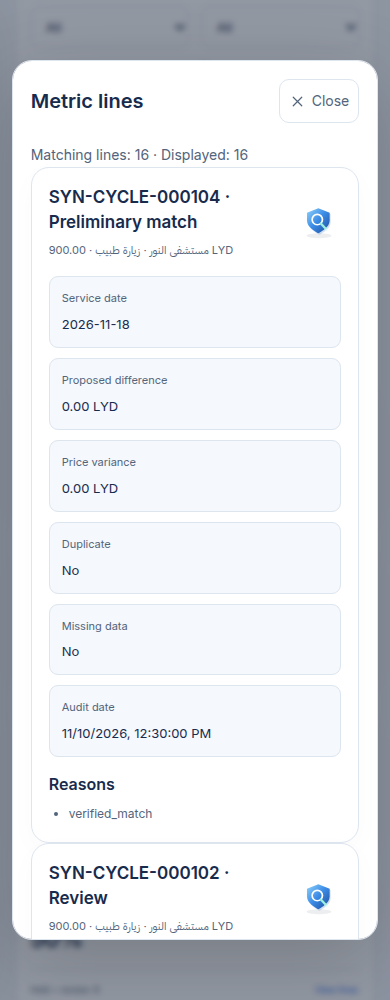 Metric lines
Close
Matching lines: 16 · Displayed: 16
SYN-CYCLE-000104 ·
Preliminary match
مستشفى النور · زيارة طبيب · 900.00 LYD
Service date
2026-11-18
Proposed difference
0.00 LYD
Price variance
0.00 LYD
Duplicate
No
Missing data
No
Audit date
11/10/2026, 12:30:00 PM
Reasons
• verified_match
SYN-CYCLE-000102 ·
Review
مستشفى النور · زيارة طبيب · 900.00 LYD